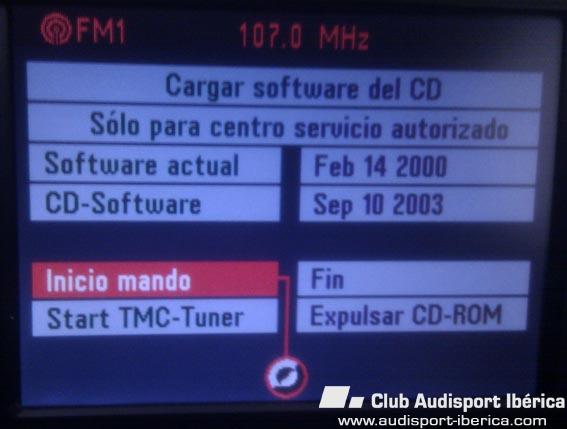 FM1 107.0 MHz
Cargar software del CD
Sólo para centro servicio autorizado
Software actual Feb 14 2000
CD-Software Sep 10 2003
Inicio mando Fin
Start TMC-Tuner Expulsar CD-ROM
Club Audisport Ibérica
www.audisport-iberica.com